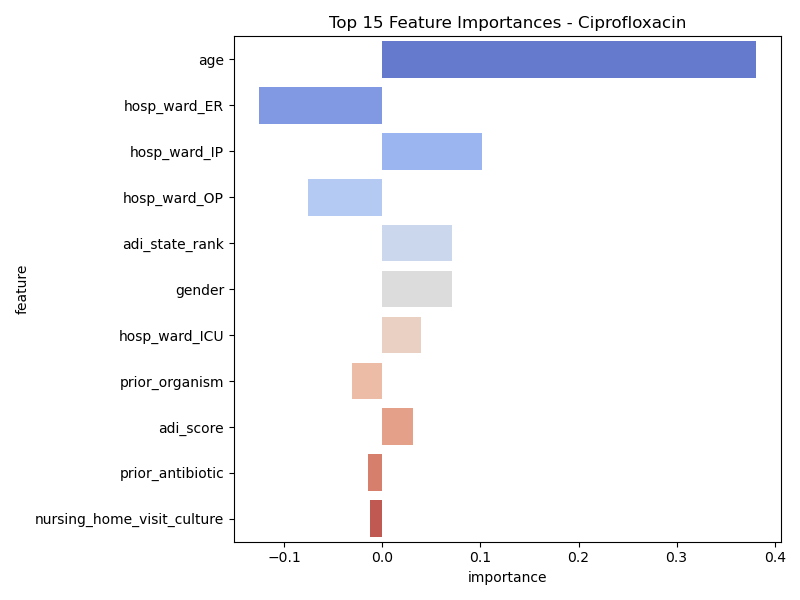 Top 15 Feature Importances - Ciprofloxacin
age
hosp_ward_ER
hosp_ward_IP
hosp_ward_OP
adi_state_rank
gender
hosp_ward_ICU
prior_organism
adi_score
prior_antibiotic
nursing_home_visit_culture
feature
−0.1 0.0 0.1 0.2 0.3 0.4
importance